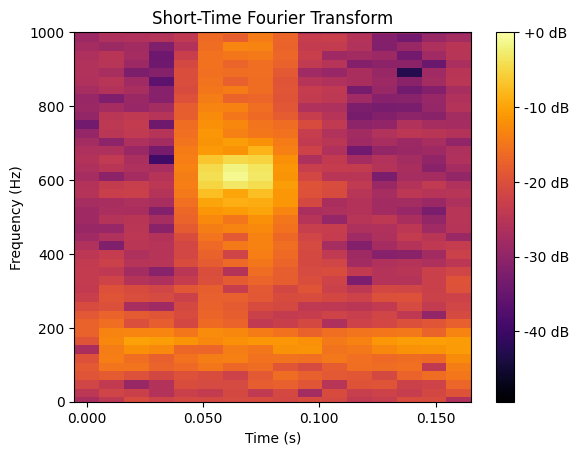 Short-Time Fourier Transform
1000
800
600
400
200
0
Frequency (Hz)
0.000
0.050
0.100
0.150
Time (s)
+0 dB
-10 dB
-20 dB
-30 dB
-40 dB